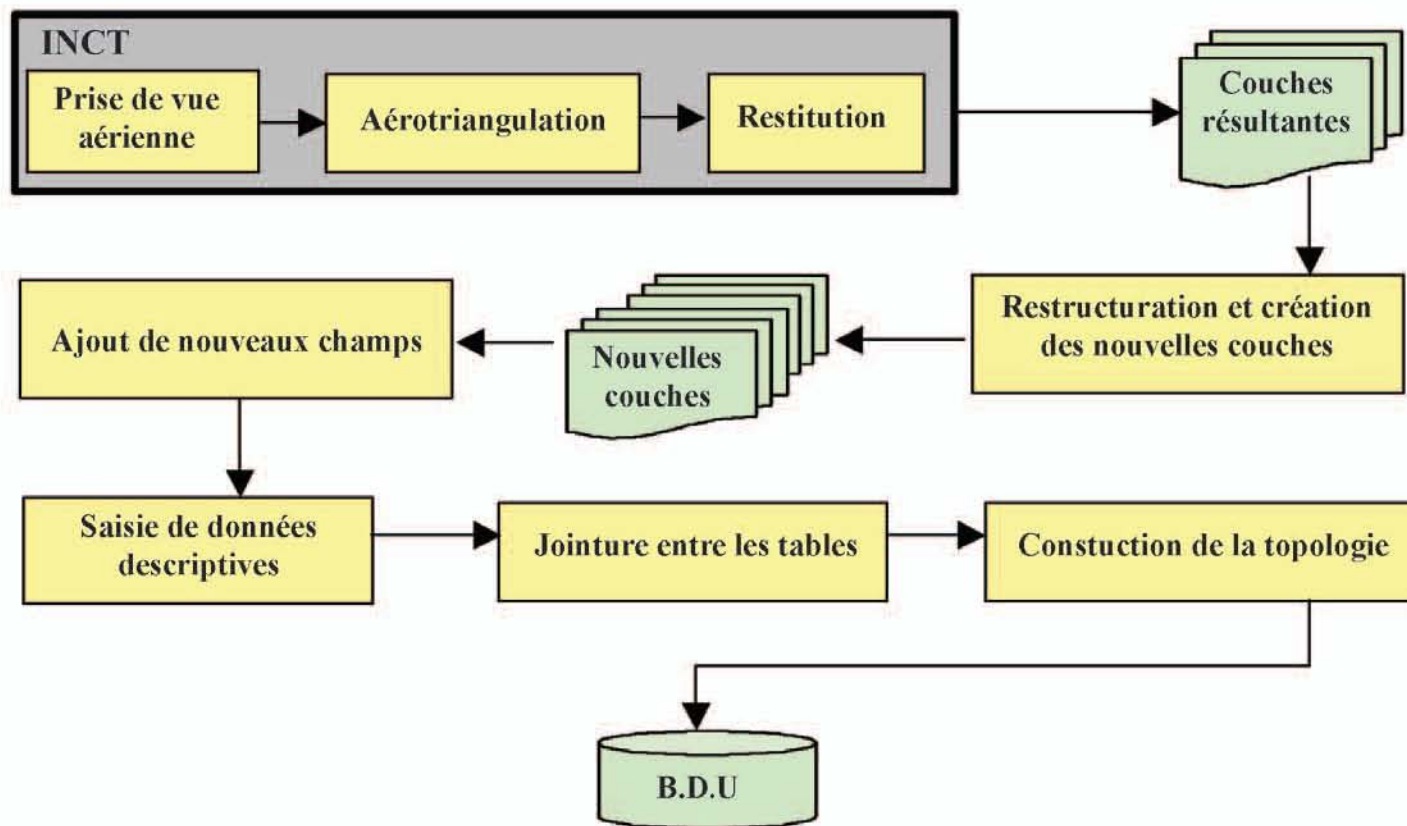 INCT
Prise de vue
aérienne
Aérotriangulation
Restitution
Couches
résultantes
Restructuration et création
des nouvelles couches
Nouvelles
couches
Ajout de nouveaux champs
Saisie de données
descriptives
Jointure entre les tables
Constuction de la topologie
B.D.U